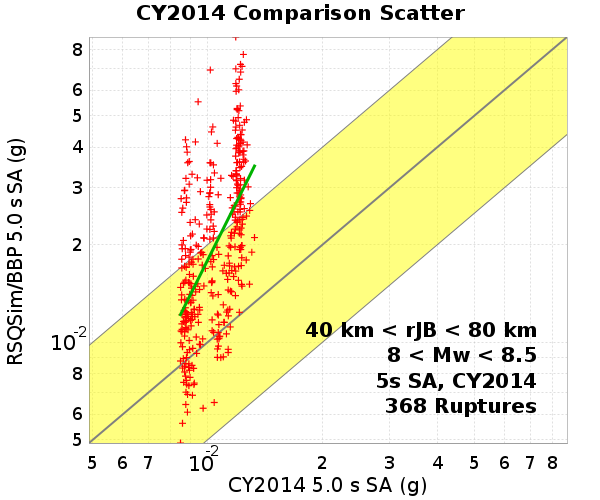 CY2014 Comparison Scatter
RSQSim/BBP 5.0 s SA (g)
8
7
6
5
4
3
2
10-2
8
7
6
5
40 km < rJB < 80 km
8 < Mw < 8.5
5s SA, CY2014
368 Ruptures
5 6 7 10-2 2 3 4 5 6 7 8
CY2014 5.0 s SA (g)